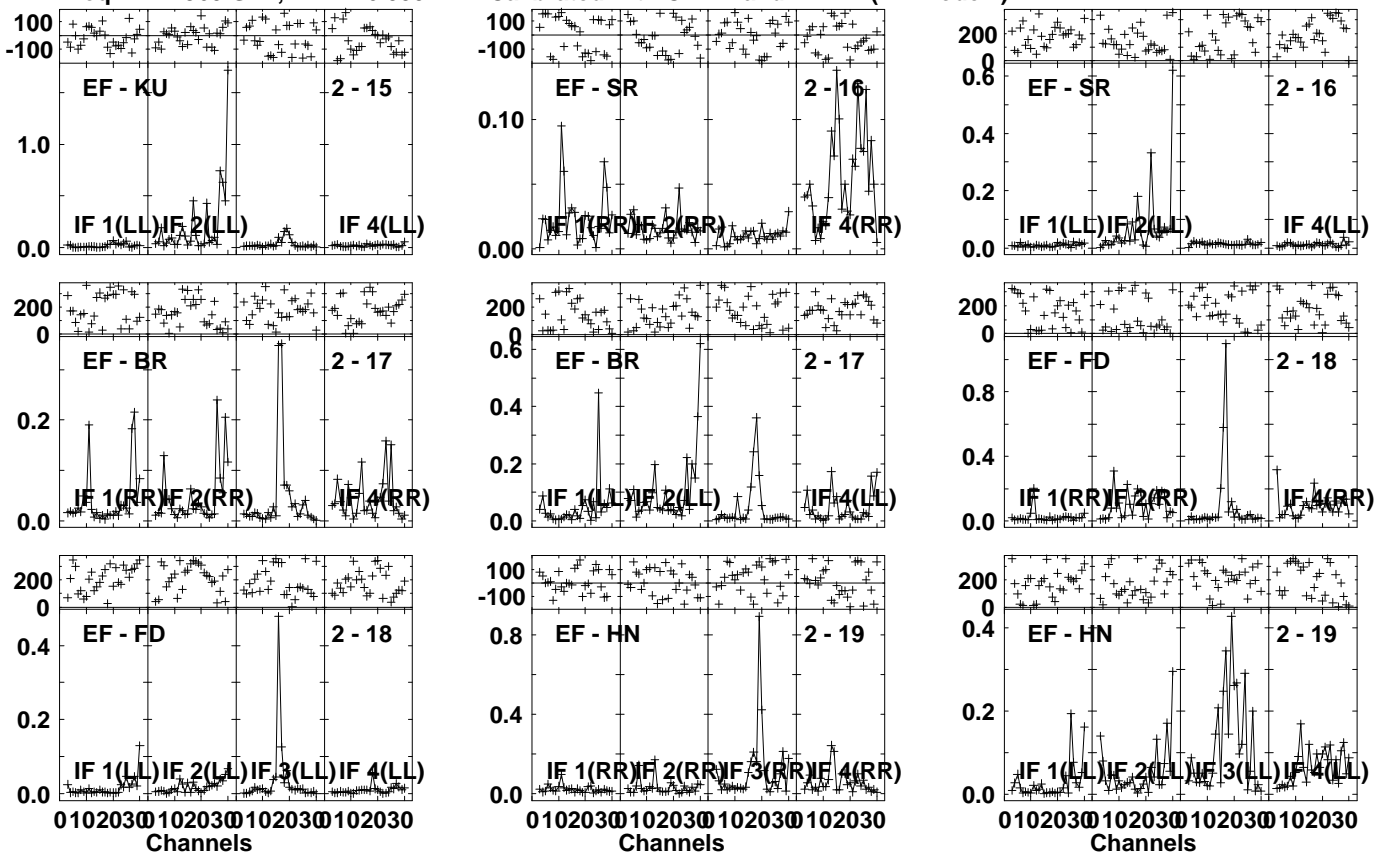 100
-100
EF - KU
2 - 15
1.0
0.0
IF 1(LL)
IF 2(LL)
IF 4(LL)
100
-100
EF - SR
2 - 16
0.10
0.00
IF 1(RR)
IF 2(RR)
IF 4(RR)
200
0
0.6
EF - SR
2 - 16
0.4
0.2
0.0
IF 1(LL)
IF 2(LL)
IF 4(LL)
200
0
EF - BR
2 - 17
0.2
0.0
IF 1(RR)
IF 2(RR)
IF 4(RR)
200
0
0.6
EF - BR
2 - 17
0.4
0.2
0.0
IF 1(LL)
IF 2(LL)
IF 4(LL)
200
0
EF - FD
2 - 18
1.0
0.8
0.6
0.4
0.2
0.0
IF 1(RR)
IF 2(RR)
IF 4(RR)
200
0
EF - FD
2 - 18
0.4
0.2
0.0
IF 1(LL)
IF 2(LL)
IF 3(LL)
IF 4(LL)
0102030 0102030 0102030 0102030
Channels
100
-100
EF - HN
2 - 19
0.8
0.4
0.0
IF 1(RR)
IF 2(RR)
IF 3(RR)
IF 4(RR)
0102030 0102030 0102030 0102030
Channels
200
0
0.4
EF - HN
2 - 19
0.2
0.0
IF 1(LL)
IF 2(LL)
IF 3(LL)
IF 4(LL)
0102030 0102030 0102030 0102030
Channels